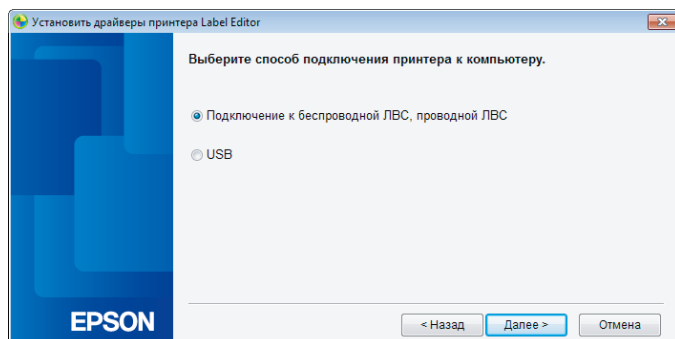 Установить драйверы принтера Label Editor
Выберите способ подключения принтера к компьютеру.
Подключение к беспроводной ЛВС, проводной ЛВС
USB
EPSON
< Назад
Далее >
Отмена